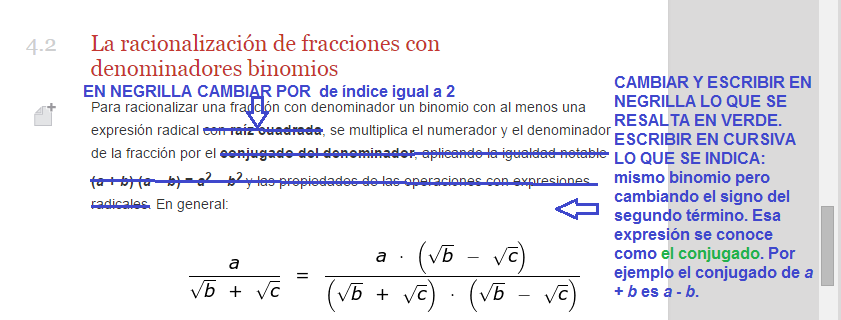 4.2 La racionalización de fracciones con
denominadores binomios
EN NEGRILLA CAMBIAR POR de índice igual a 2
Para racionalizar una fracción con denominador un binomio con al menos una
expresión radical con raíz cuadrada, se multiplica el numerador y el denominador
de la fracción por el conjugado del denominador, aplicando la igualdad notable
(a + b) (a - b) = a² - b² y las propiedades de las operaciones con expresiones
radicales. En general:
a / (√b + √c) = a · (√b − √c) / ((√b + √c) · (√b − √c))
CAMBIAR Y ESCRIBIR EN
NEGRILLA LO QUE SE
RESALTA EN VERDE.
ESCRIBIR EN CURSIVA
LO QUE SE INDICA:
mismo binomio pero
cambiando el signo del
segundo término. Esa
expresión se conoce
como el conjugado. Por
ejemplo el conjugado de a
+ b es a - b.